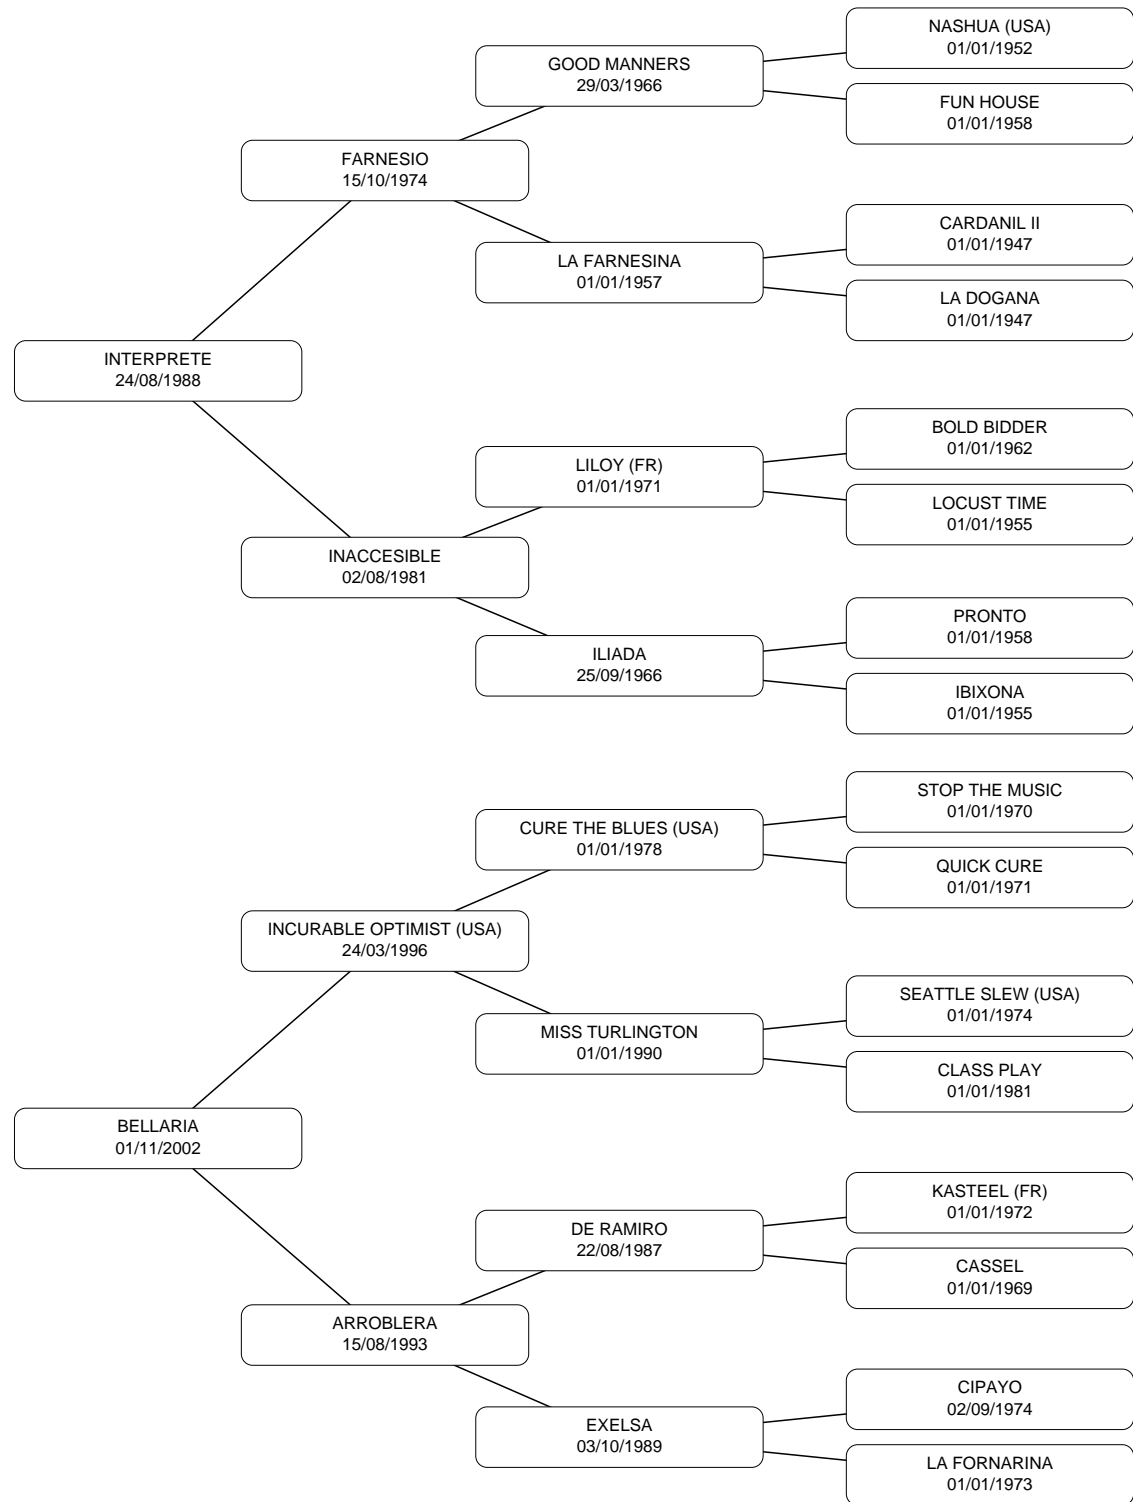 NASHUA (USA)
01/01/1952
GOOD MANNERS
29/03/1966
FUN HOUSE
01/01/1958
FARNESIO
15/10/1974
CARDANIL II
01/01/1947
LA FARNESINA
01/01/1957
LA DOGANA
01/01/1947
INTERPRETE
24/08/1988
BOLD BIDDER
01/01/1962
LILOY (FR)
01/01/1971
LOCUST TIME
01/01/1955
INACCESIBLE
02/08/1981
PRONTO
01/01/1958
ILIADA
25/09/1966
IBIXONA
01/01/1955
STOP THE MUSIC
01/01/1970
CURE THE BLUES (USA)
01/01/1978
QUICK CURE
01/01/1971
INCURABLE OPTIMIST (USA)
24/03/1996
SEATTLE SLEW (USA)
01/01/1974
MISS TURLINGTON
01/01/1990
CLASS PLAY
01/01/1981
BELLARIA
01/11/2002
KASTEEL (FR)
01/01/1972
DE RAMIRO
22/08/1987
CASSEL
01/01/1969
ARROBLERA
15/08/1993
CIPAYO
02/09/1974
EXELSA
03/10/1989
LA FORNARINA
01/01/1973